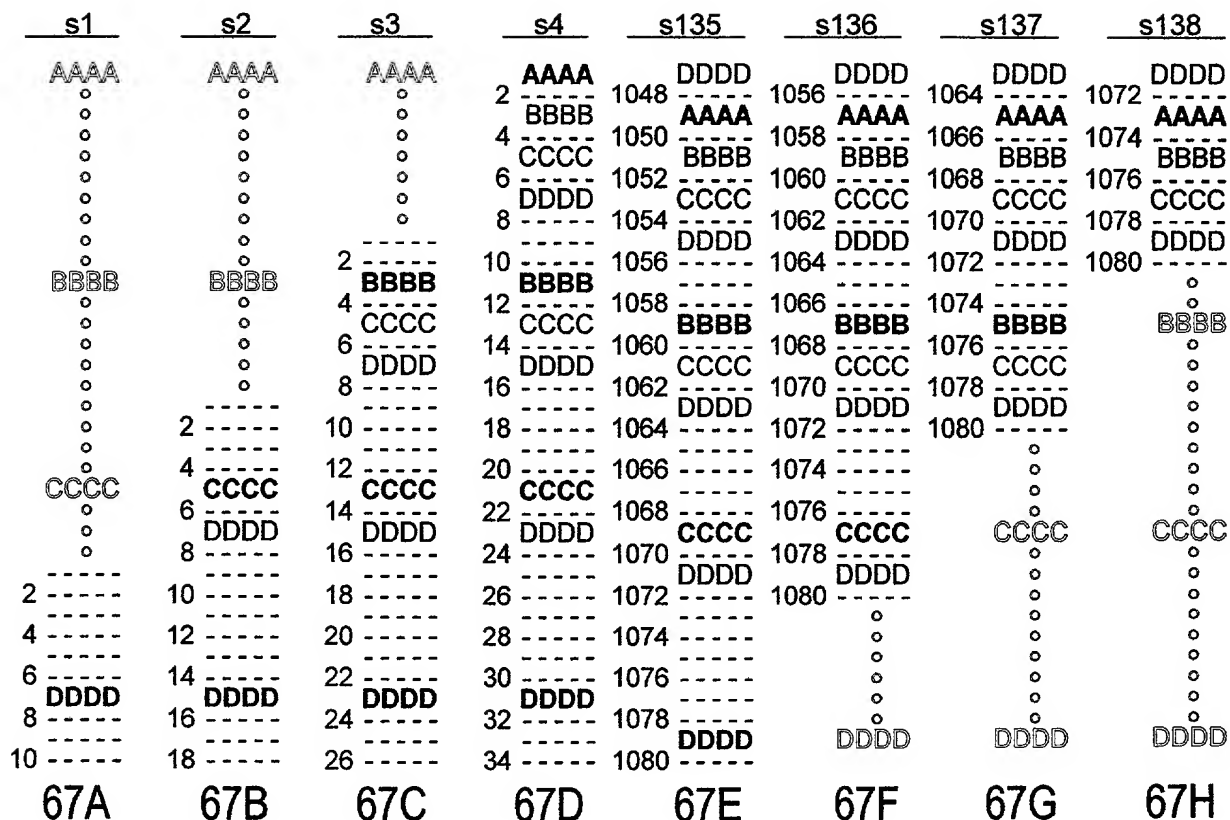 s1 s2 s3 s4 s135 s136 s137 s138
AAAA AAAA AAAA AAAA DDDD DDDD DDDD DDDD
o o o 2 ----- 1048 ----- 1056 ----- 1064 ----- 1072 -----
o o o BBBB AAAA AAAA AAAA AAAA
o o o 4 ----- 1050 ----- 1058 ----- 1066 ----- 1074 -----
o o o CCCC BBBB BBBB BBBB BBBB
o o o 6 ----- 1052 ----- 1060 ----- 1068 ----- 1076 -----
o o o DDDD CCCC CCCC CCCC CCCC
o o o 8 ----- 1054 ----- 1062 ----- 1070 ----- 1078 -----
o o ----- ----- DDDD DDDD DDDD DDDD
o o 2 ----- 10 ----- 1056 ----- 1064 ----- 1072 ----- 1080 -----
BBBB BBBB BBBB BBBB ----- ----- ----- o
o o 4 ----- 12 ----- 1058 ----- 1066 ----- 1074 ----- o
o o CCCC CCCC BBBB BBBB BBBB BBBB
o o 6 ----- 14 ----- 1060 ----- 1068 ----- 1076 ----- o
o o DDDD DDDD CCCC CCCC CCCC o
o o 8 ----- 16 ----- 1062 ----- 1070 ----- 1078 ----- o
o ----- ----- ----- DDDD DDDD DDDD o
o 2 ----- 10 ----- 18 ----- 1064 ----- 1072 ----- 1080 ----- o
o ----- ----- ----- ----- ----- o o
o 4 ----- 12 ----- 20 ----- 1066 ----- 1074 ----- o o
CCCC CCCC CCCC CCCC ----- ----- o o
o 6 ----- 14 ----- 22 ----- 1068 ----- 1076 ----- o o
o DDDD DDDD DDDD CCCC CCCC CCCC CCCC
o 8 ----- 16 ----- 24 ----- 1070 ----- 1078 ----- o o
----- ----- ----- ----- DDDD DDDD o o
2 ----- 10 ----- 18 ----- 26 ----- 1072 ----- 1080 ----- o o
----- ----- ----- ----- ----- o o o
4 ----- 12 ----- 20 ----- 28 ----- 1074 ----- o o o
----- ----- ----- ----- ----- o o o
6 ----- 14 ----- 22 ----- 30 ----- 1076 ----- o o o
DDDD DDDD DDDD DDDD ----- o o o
8 ----- 16 ----- 24 ----- 32 ----- 1078 ----- o o o
----- ----- ----- ----- DDDD DDDD DDDD DDDD
10 ----- 18 ----- 26 ----- 34 ----- 1080 -----
67A 67B 67C 67D 67E 67F 67G 67H